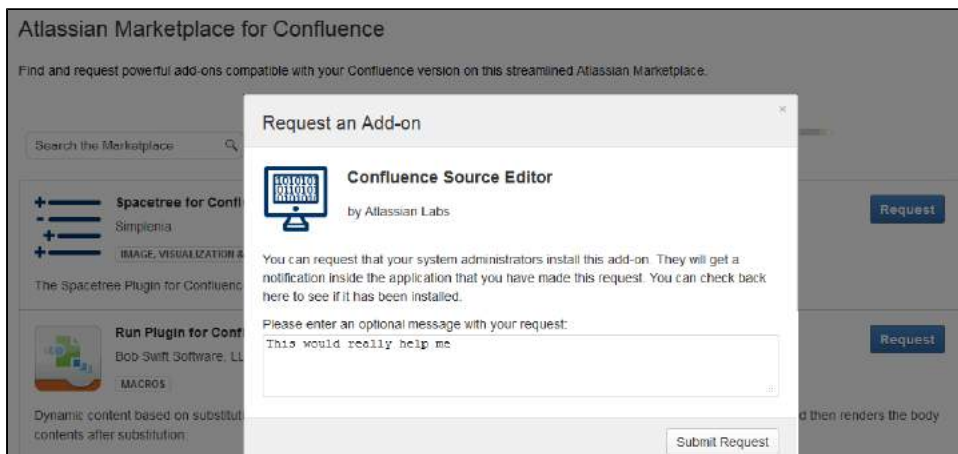 Atlassian Marketplace for Confluence
Find and request powerful add-ons compatible with your Confluence version on this streamlined Atlassian Marketplace.
Search the Marketplace
Request an Add-on
×
Confluence Source Editor
by Atlassian Labs
You can request that your system administrators install this add-on. They will get a
notification inside the application that you have made this request. You can check back
here to see if it has been installed.
Please enter an optional message with your request:
This would really help me
Submit Request
Spacetree for Confl
Simplenia
IMAGE, VISUALIZATION &
The Spacetree Plugin for Confluenc
Request
Run Plugin for Conf
Bob Swift Software, LL
MACROS
Dynamic content based on substitut
contents after substitution
d then renders the body
Request